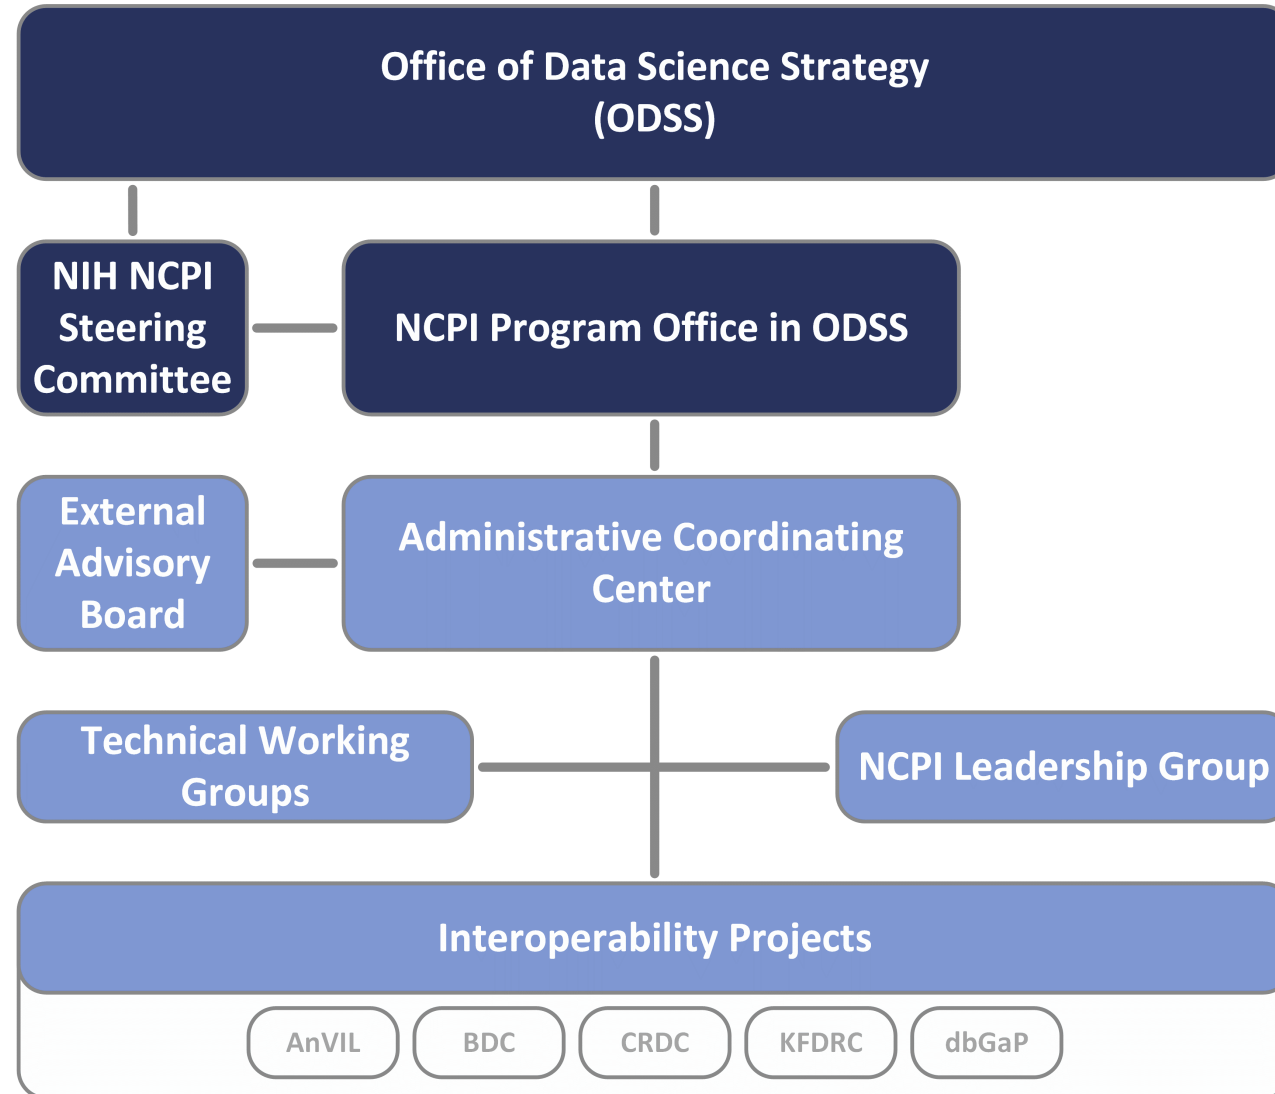 Office of Data Science Strategy
(ODSS)
NIH NCPI
Steering
Committee
NCPI Program Office in ODSS
External
Advisory
Board
Administrative Coordinating
Center
Technical Working
Groups
NCPI Leadership Group
Interoperability Projects
AnVIL
BDC
CRDC
KFDRC
dbGaP